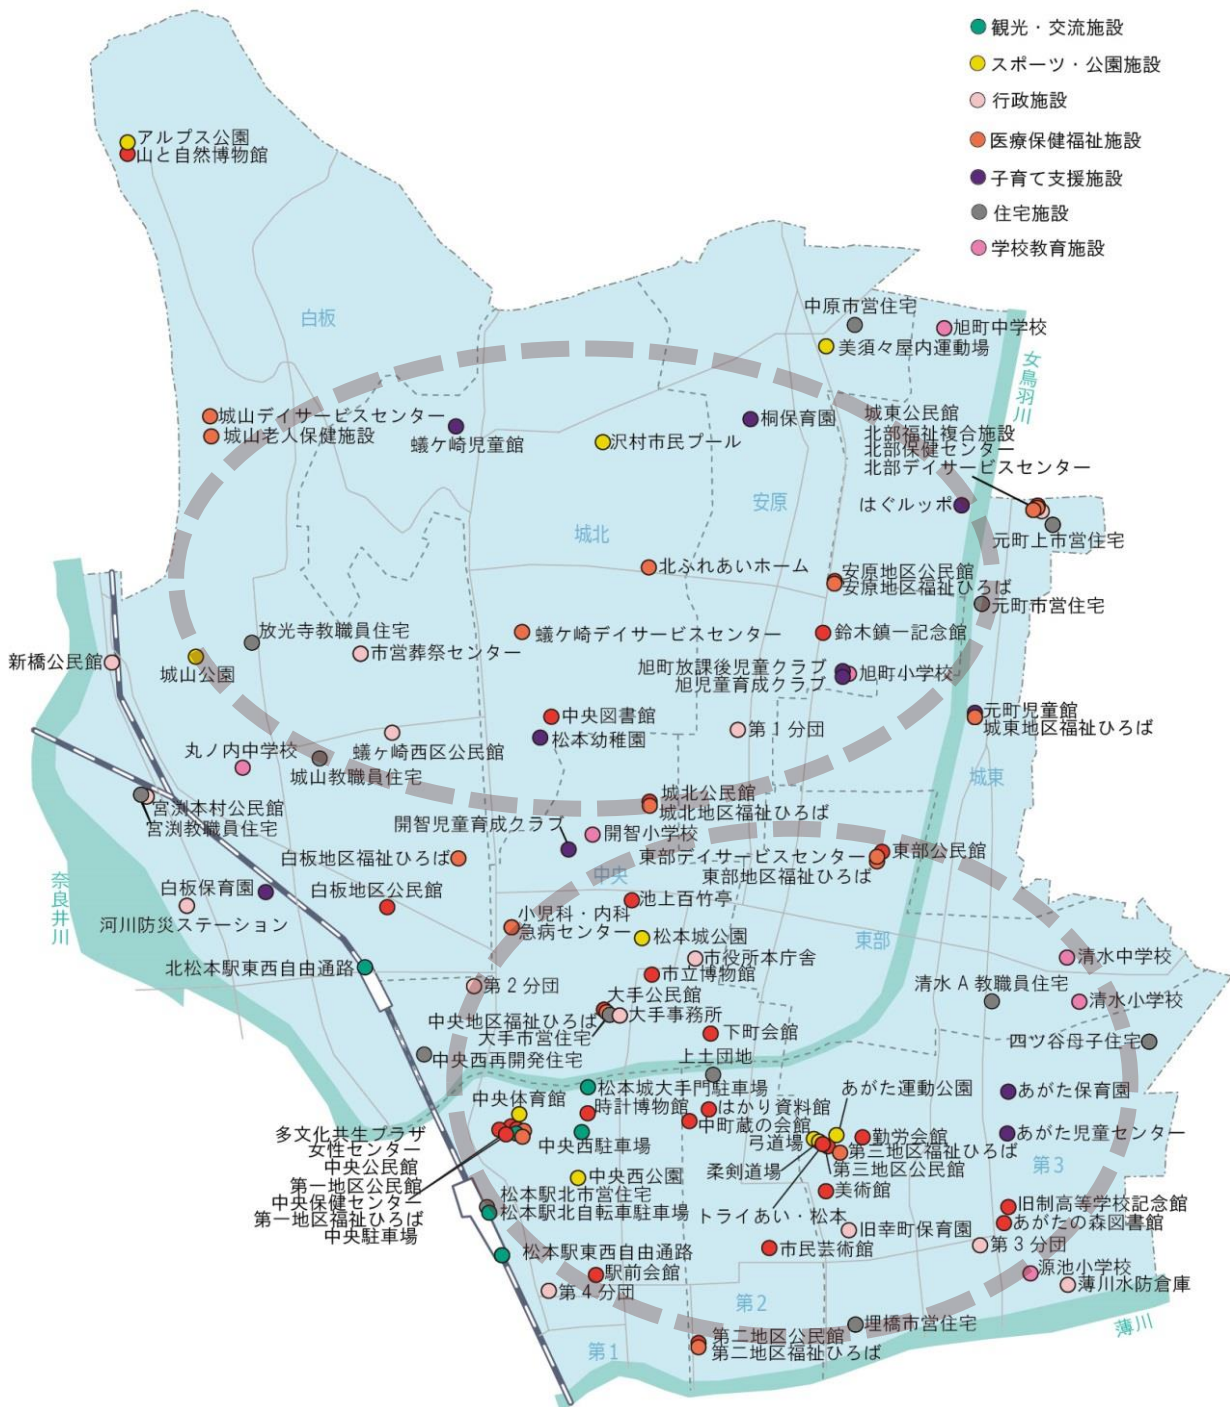 観光・交流施設
スポーツ・公園施設
行政施設
医療保健福祉施設
子育て支援施設
住宅施設
学校教育施設
アルプス公園
山と自然博物館
白板
中原市営住宅
旭町中学校
美須々屋内運動場
女鳥羽川
城山デイサービスセンター
城山老人保健施設
蟻ケ崎児童館
沢村市民プール
桐保育園
城東公民館
北部福祉複合施設
北部保健センター
北部デイサービスセンター
安原
はぐルッポ
城北
元町上市営住宅
北ふれあいホーム
安原地区公民館
安原地区福祉ひろば
元町市営住宅
放光寺教職員住宅
蟻ケ崎デイサービスセンター
鈴木鎮一記念館
新橋公民館
城山公園
市営葬祭センター
旭町放課後児童クラブ
旭児童育成クラブ
旭町小学校
中央図書館
松本幼稚園
第1分団
元町児童館
城東地区福祉ひろば
丸ノ内中学校
蟻ヶ崎西区公民館
城山教職員住宅
城東
宮渕本村公民館
宮渕教職員住宅
城北公民館
城北地区福祉ひろば
開智児童育成クラブ
開智小学校
白板地区福祉ひろば
東部デイサービスセンター
東部地区福祉ひろば
東部公民館
中央
奈良井川
白板保育園
白板地区公民館
池上百竹亭
河川防災ステーション
小児科・内科
急病センター
松本城公園
東部
市役所本庁舎
清水中学校
北松本駅東西自由通路
市立博物館
第2分団
清水A教職員住宅
清水小学校
大手公民館
中央地区福祉ひろば
大手事務所
大手市営住宅
下町会館
四ツ谷母子住宅
中央西再開発住宅
上土団地
松本城大手門駐車場
あがた運動公園
あがた保育園
中央体育館
時計博物館
はかり資料館
中町蔵の会館
多文化共生プラザ
女性センター
中央公民館
第一地区公民館
中央保健センター
第一地区福祉ひろば
中央駐車場
中央西駐車場
弓道場
勤労会館
あがた児童センター
柔剣道場
第三地区福祉ひろば
第三地区公民館
第3
中央西公園
美術館
松本駅北市営住宅
松本駅北自転車駐車場
トライあい・松本
旧制高等学校記念館
あがたの森図書館
旧幸町保育園
松本駅東西自由通路
市民芸術館
第3分団
駅前会館
源池小学校
第4分団
薄川水防倉庫
第2
埋橋市営住宅
薄川
第二地区公民館
第二地区福祉ひろば
第1